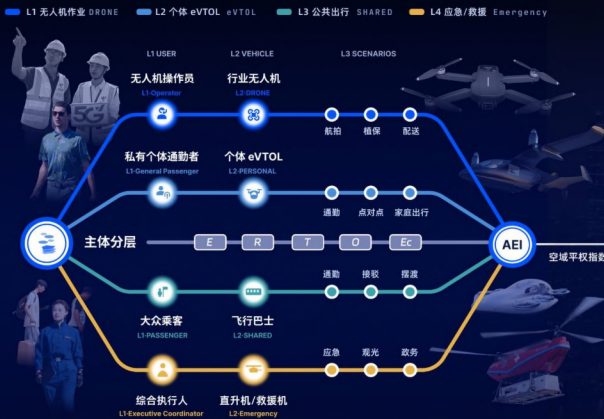 L1 无人机作业 DRONE
L2 个体 eVTOL eVTOL
L3 公共出行 SHARED
L4 应急/救援 Emergency
L1 USER
L2 VEHICLE
L3 SCENARIOS
无人机操作员
L1-Operator
行业无人机
L2-DRONE
航拍
植保
配送
5G
私有个体通勤者
L1-General Passenger
个体 eVTOL
L2-PERSONAL
通勤
点对点
家庭出行
主体分层
E
R
T
O
Ec
AEI
空域平权指数
通勤
接驳
摆渡
大众乘客
L1-PASSENGER
飞行巴士
L2-SHARED
应急
观光
政务
综合执行人
L1-Executive Coordinator
直升机/救援机
L2-Emergency